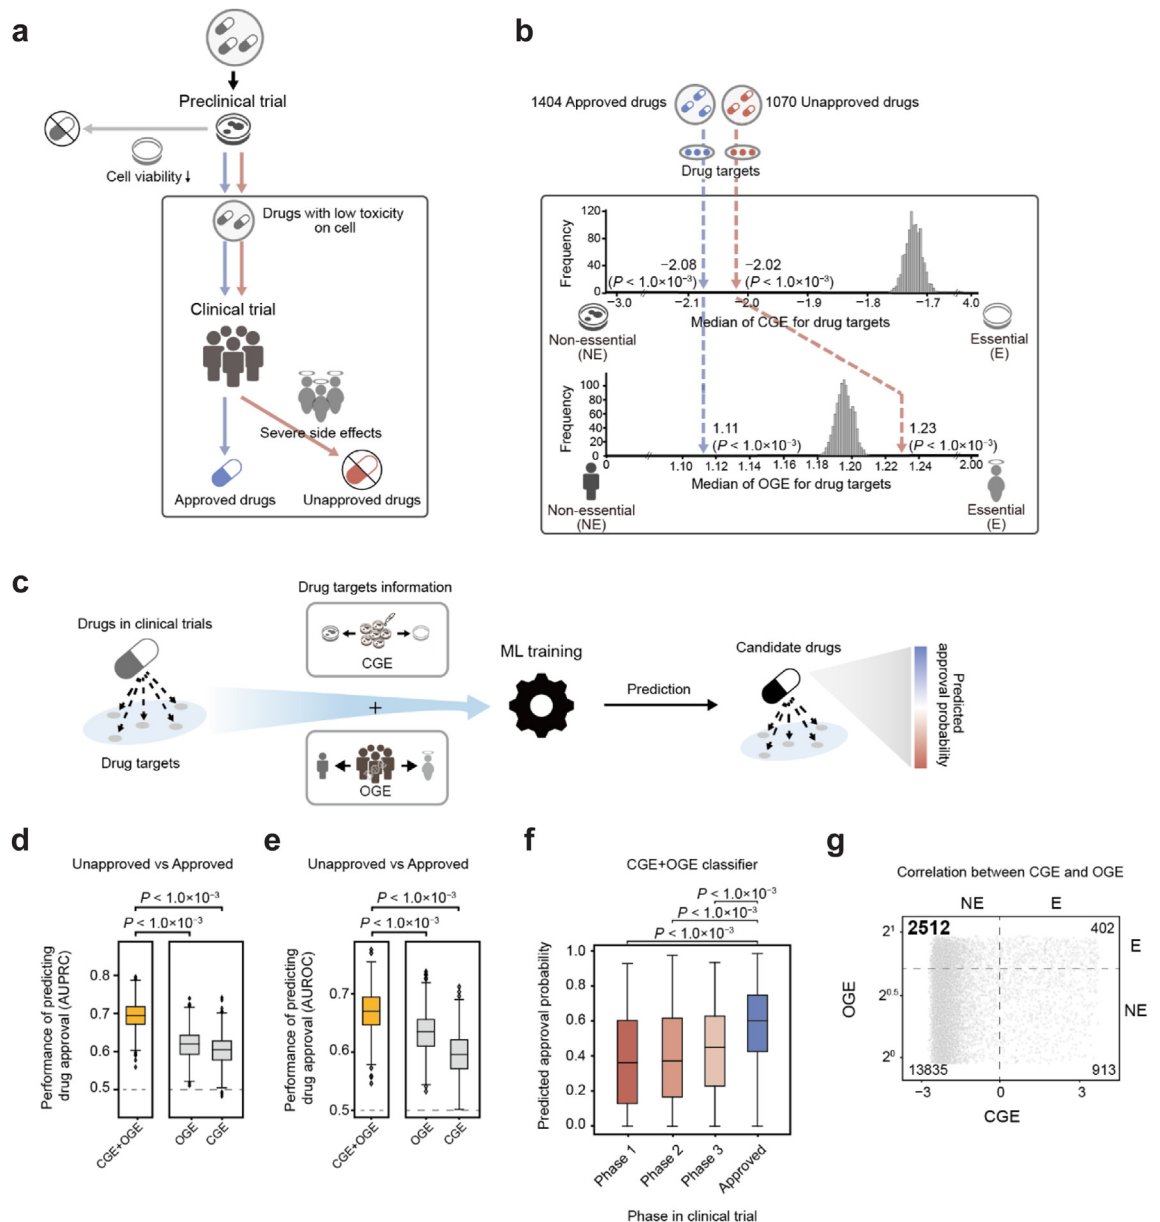 a
Preclinical trial
Cell viability↓
Drugs with low toxicity
on cell
Clinical trial
Severe side effects
Approved drugs
Unapproved drugs
b
1404 Approved drugs
1070 Unapproved drugs
Drug targets
Frequency
120
80
40
0
−2.08
(P < 1.0×10⁻³)
−2.02
(P < 1.0×10⁻³)
−3.0
−2.1
−2.0
−1.9
−1.8
−1.7
4.0
Median of CGE for drug targets
Non-essential
(NE)
Essential
(E)
Frequency
100
80
60
40
20
0
1.11
(P < 1.0×10⁻³)
1.23
(P < 1.0×10⁻³)
0
1.10
1.12
1.14
1.16
1.18
1.20
1.22
1.24
2.00
Median of OGE for drug targets
Non-essential
(NE)
Essential
(E)
c
Drug targets information
Drugs in clinical trials
Drug targets
CGE
+
OGE
ML training
Prediction
Candidate drugs
Predicted
approval probability
d
Unapproved vs Approved
P < 1.0×10⁻³
P < 1.0×10⁻³
Performance of predicting
drug approval (AUPRC)
0.8
0.7
0.6
0.5
CGE+OGE
OGE
CGE
e
Unapproved vs Approved
P < 1.0×10⁻³
P < 1.0×10⁻³
Performance of predicting
drug approval (AUROC)
0.7
0.6
0.5
CGE+OGE
OGE
CGE
f
CGE+OGE classifier
P < 1.0×10⁻³
P < 1.0×10⁻³
P < 1.0×10⁻³
Predicted approval probability
1.0
0.8
0.6
0.4
0.2
0.0
Phase 1
Phase 2
Phase 3
Approved
Phase in clinical trial
g
Correlation between CGE and OGE
NE
E
2512
402
E
NE
13835
913
OGE
2¹
2⁰·⁵
2⁰
−3
0
3
CGE